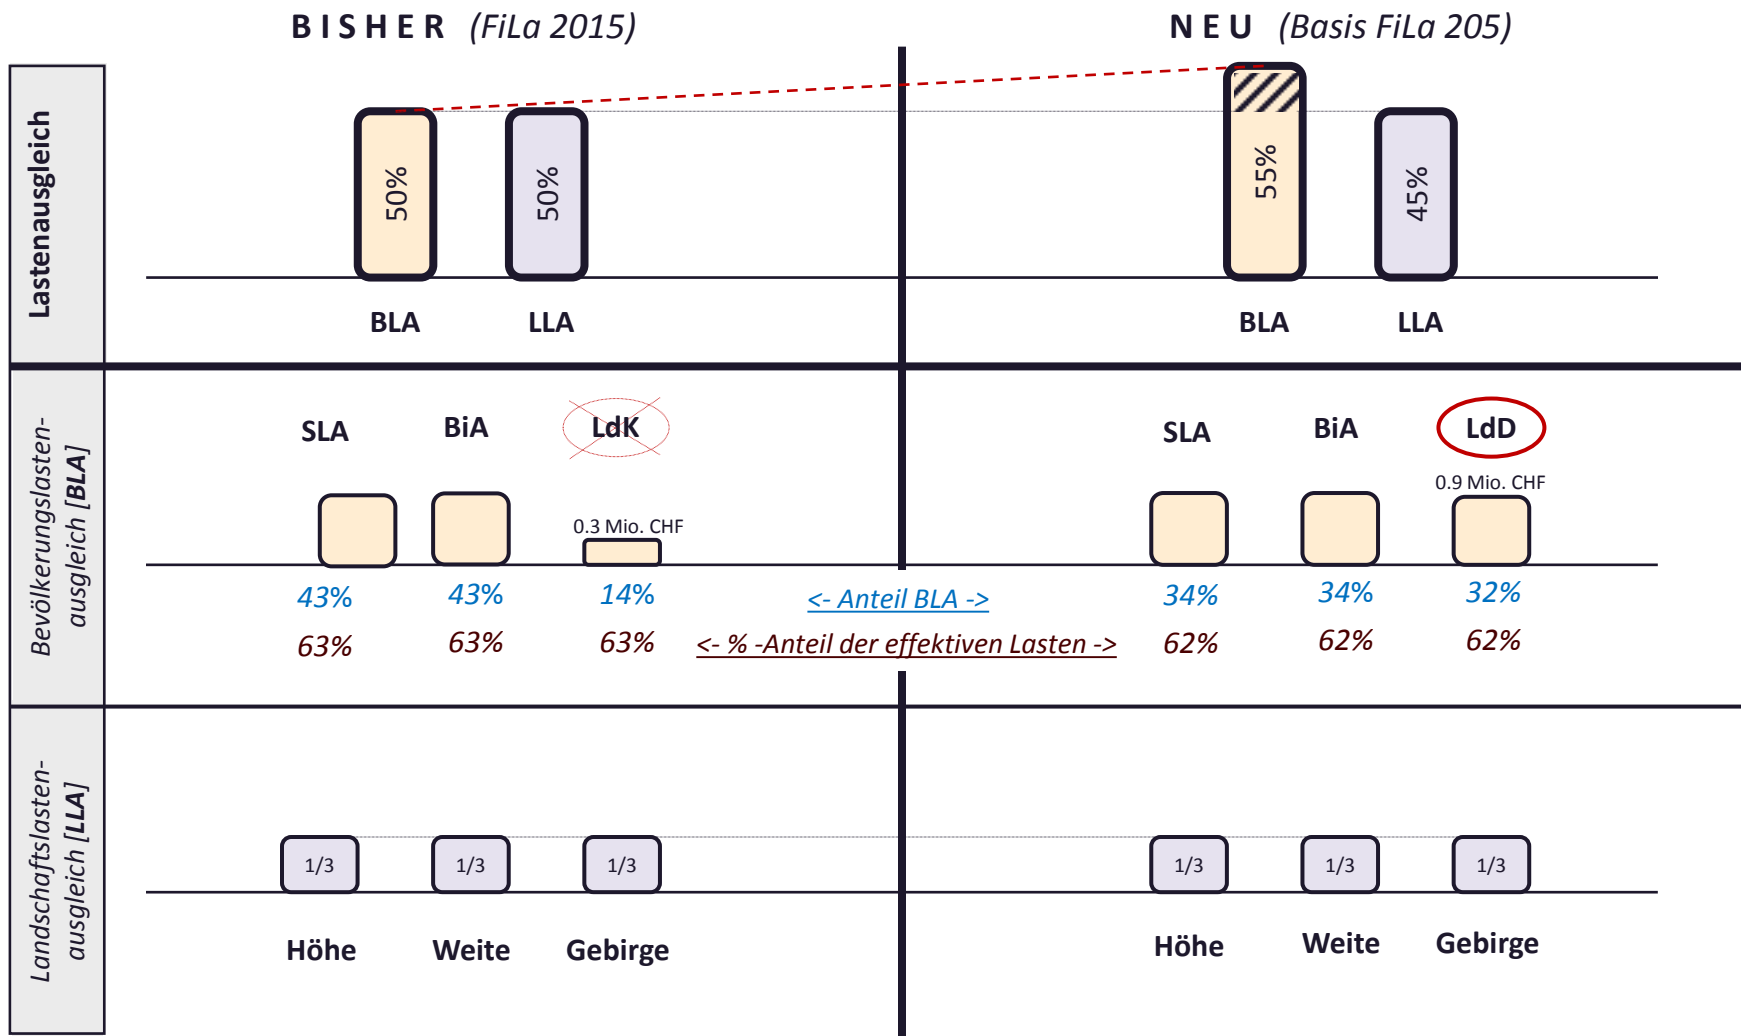 BISHER (FiLa 2015)
NEU (Basis FiLa 205)
Lastenausgleich
50%
50%
55%
45%
BLA
LLA
BLA
LLA
Bevölkerungslasten-
ausgleich [BLA]
SLA
BiA
LdK
SLA
BiA
LdD
0.3 Mio. CHF
0.9 Mio. CHF
43%
43%
14%
<- Anteil BLA ->
34%
34%
32%
63%
63%
63%
<- % -Anteil der effektiven Lasten ->
62%
62%
62%
Landschaftslasten-
ausgleich [LLA]
1/3
1/3
1/3
1/3
1/3
1/3
Höhe
Weite
Gebirge
Höhe
Weite
Gebirge